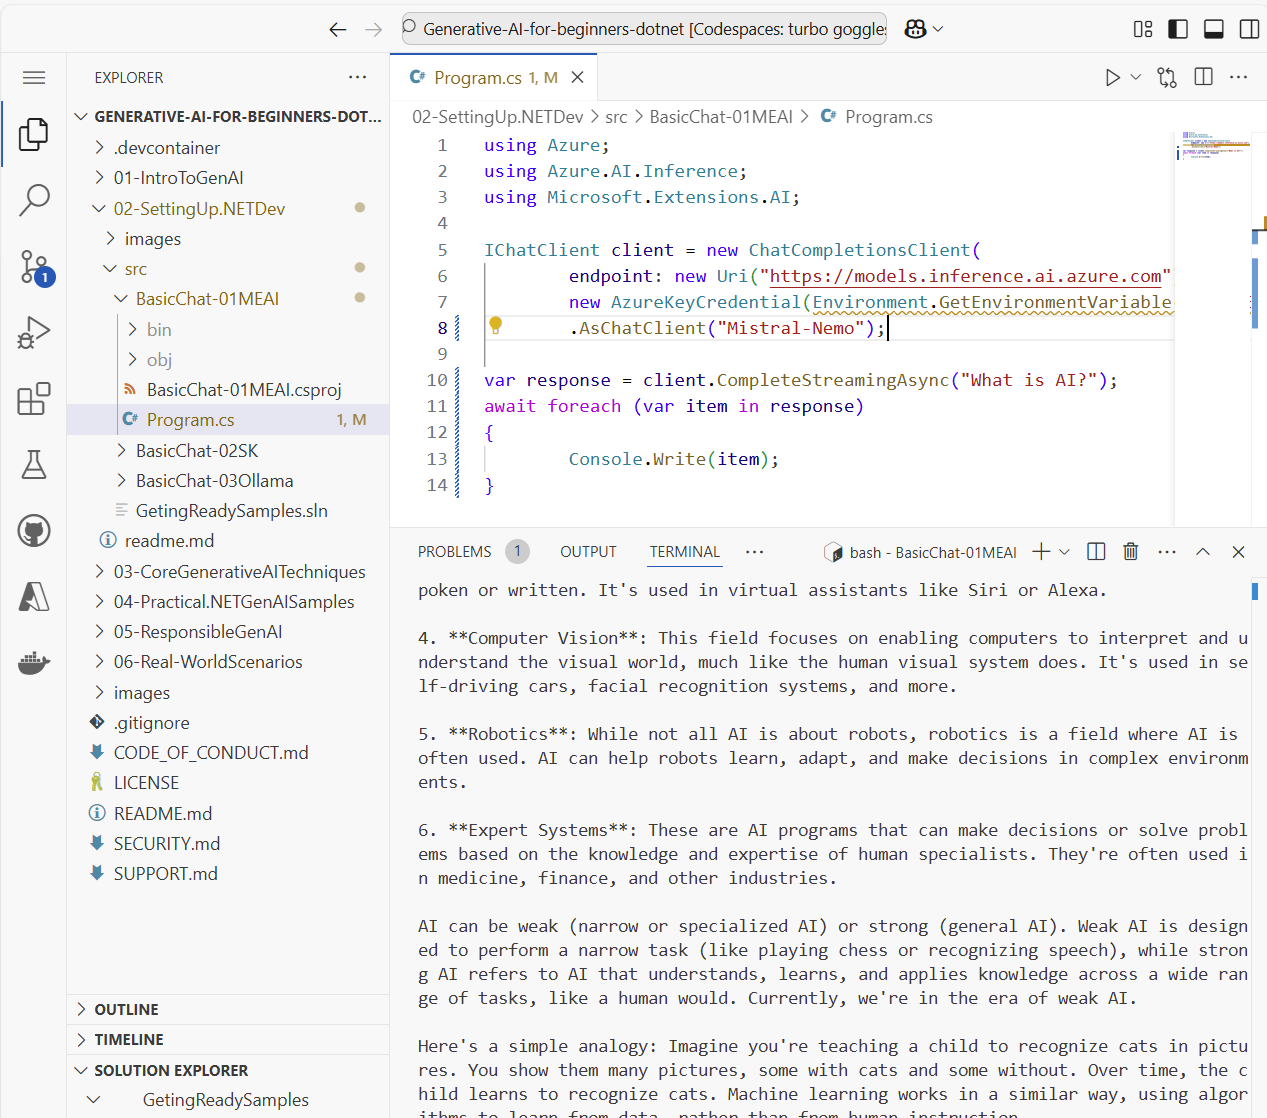 Generative-AI-for-beginners-dotnet [Codespaces: turbo goggles
EXPLORER
GENERATIVE-AI-FOR-BEGINNERS-DOT...
.devcontainer
01-IntroToGenAI
02-SettingUp.NETDev
images
src
BasicChat-01MEAI
bin
obj
BasicChat-01MEAI.csproj
Program.cs 1, M
BasicChat-02SK
BasicChat-03Ollama
GetingReadySamples.sln
readme.md
03-CoreGenerativeAITechniques
04-Practical.NETGenAISamples
05-ResponsibleGenAI
06-Real-WorldScenarios
images
.gitignore
CODE_OF_CONDUCT.md
LICENSE
README.md
SECURITY.md
SUPPORT.md
OUTLINE
TIMELINE
SOLUTION EXPLORER
GetingReadySamples
1
C# Program.cs 1, M
02-SettingUp.NETDev > src > BasicChat-01MEAI > C# Program.cs
1 using Azure;
2 using Azure.AI.Inference;
3 using Microsoft.Extensions.AI;
4
5 IChatClient client = new ChatCompletionsClient(
6 endpoint: new Uri("https://models.inference.ai.azure.com"
7 new AzureKeyCredential(Environment.GetEnvironmentVariable
8 .AsChatClient("Mistral-Nemo");
9
10 var response = client.CompleteStreamingAsync("What is AI?");
11 await foreach (var item in response)
12 {
13 Console.Write(item);
14 }
PROBLEMS 1 OUTPUT TERMINAL ... bash - BasicChat-01MEAI
poken or written. It's used in virtual assistants like Siri or Alexa.
4. **Computer Vision**: This field focuses on enabling computers to interpret and u
nderstand the visual world, much like the human visual system does. It's used in se
lf-driving cars, facial recognition systems, and more.
5. **Robotics**: While not all AI is about robots, robotics is a field where AI is
often used. AI can help robots learn, adapt, and make decisions in complex environm
ents.
6. **Expert Systems**: These are AI programs that can make decisions or solve probl
ems based on the knowledge and expertise of human specialists. They're often used i
n medicine, finance, and other industries.
AI can be weak (narrow or specialized AI) or strong (general AI). Weak AI is design
ed to perform a narrow task (like playing chess or recognizing speech), while stron
g AI refers to AI that understands, learns, and applies knowledge across a wide ran
ge of tasks, like a human would. Currently, we're in the era of weak AI.
Here's a simple analogy: Imagine you're teaching a child to recognize cats in pictu
res. You show them many pictures, some with cats and some without. Over time, the c
hild learns to recognize cats. Machine learning works in a similar way, using algor
ithms to learn from data, rather than from human instruction.